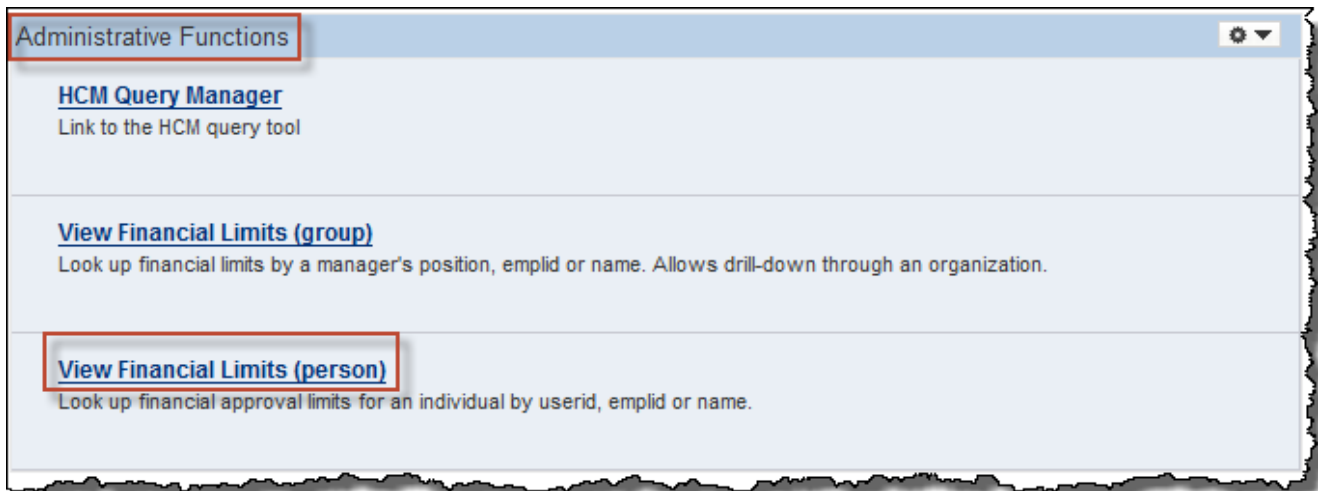 Administrative Functions
HCM Query Manager
Link to the HCM query tool
View Financial Limits (group)
Look up financial limits by a manager's position, emplid or name. Allows drill-down through an organization.
View Financial Limits (person)
Look up financial approval limits for an individual by userid, emplid or name.